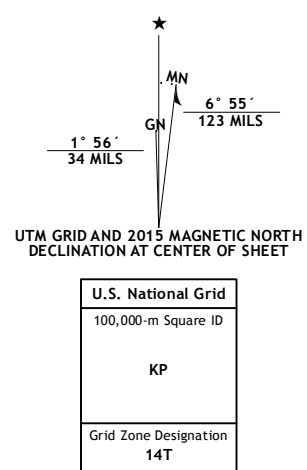 ★
MN
GN
6° 55´
123 MILS
1° 56´
34 MILS
UTM GRID AND 2015 MAGNETIC NORTH
DECLINATION AT CENTER OF SHEET
U.S. National Grid
100,000-m Square ID
KP
Grid Zone Designation
14T